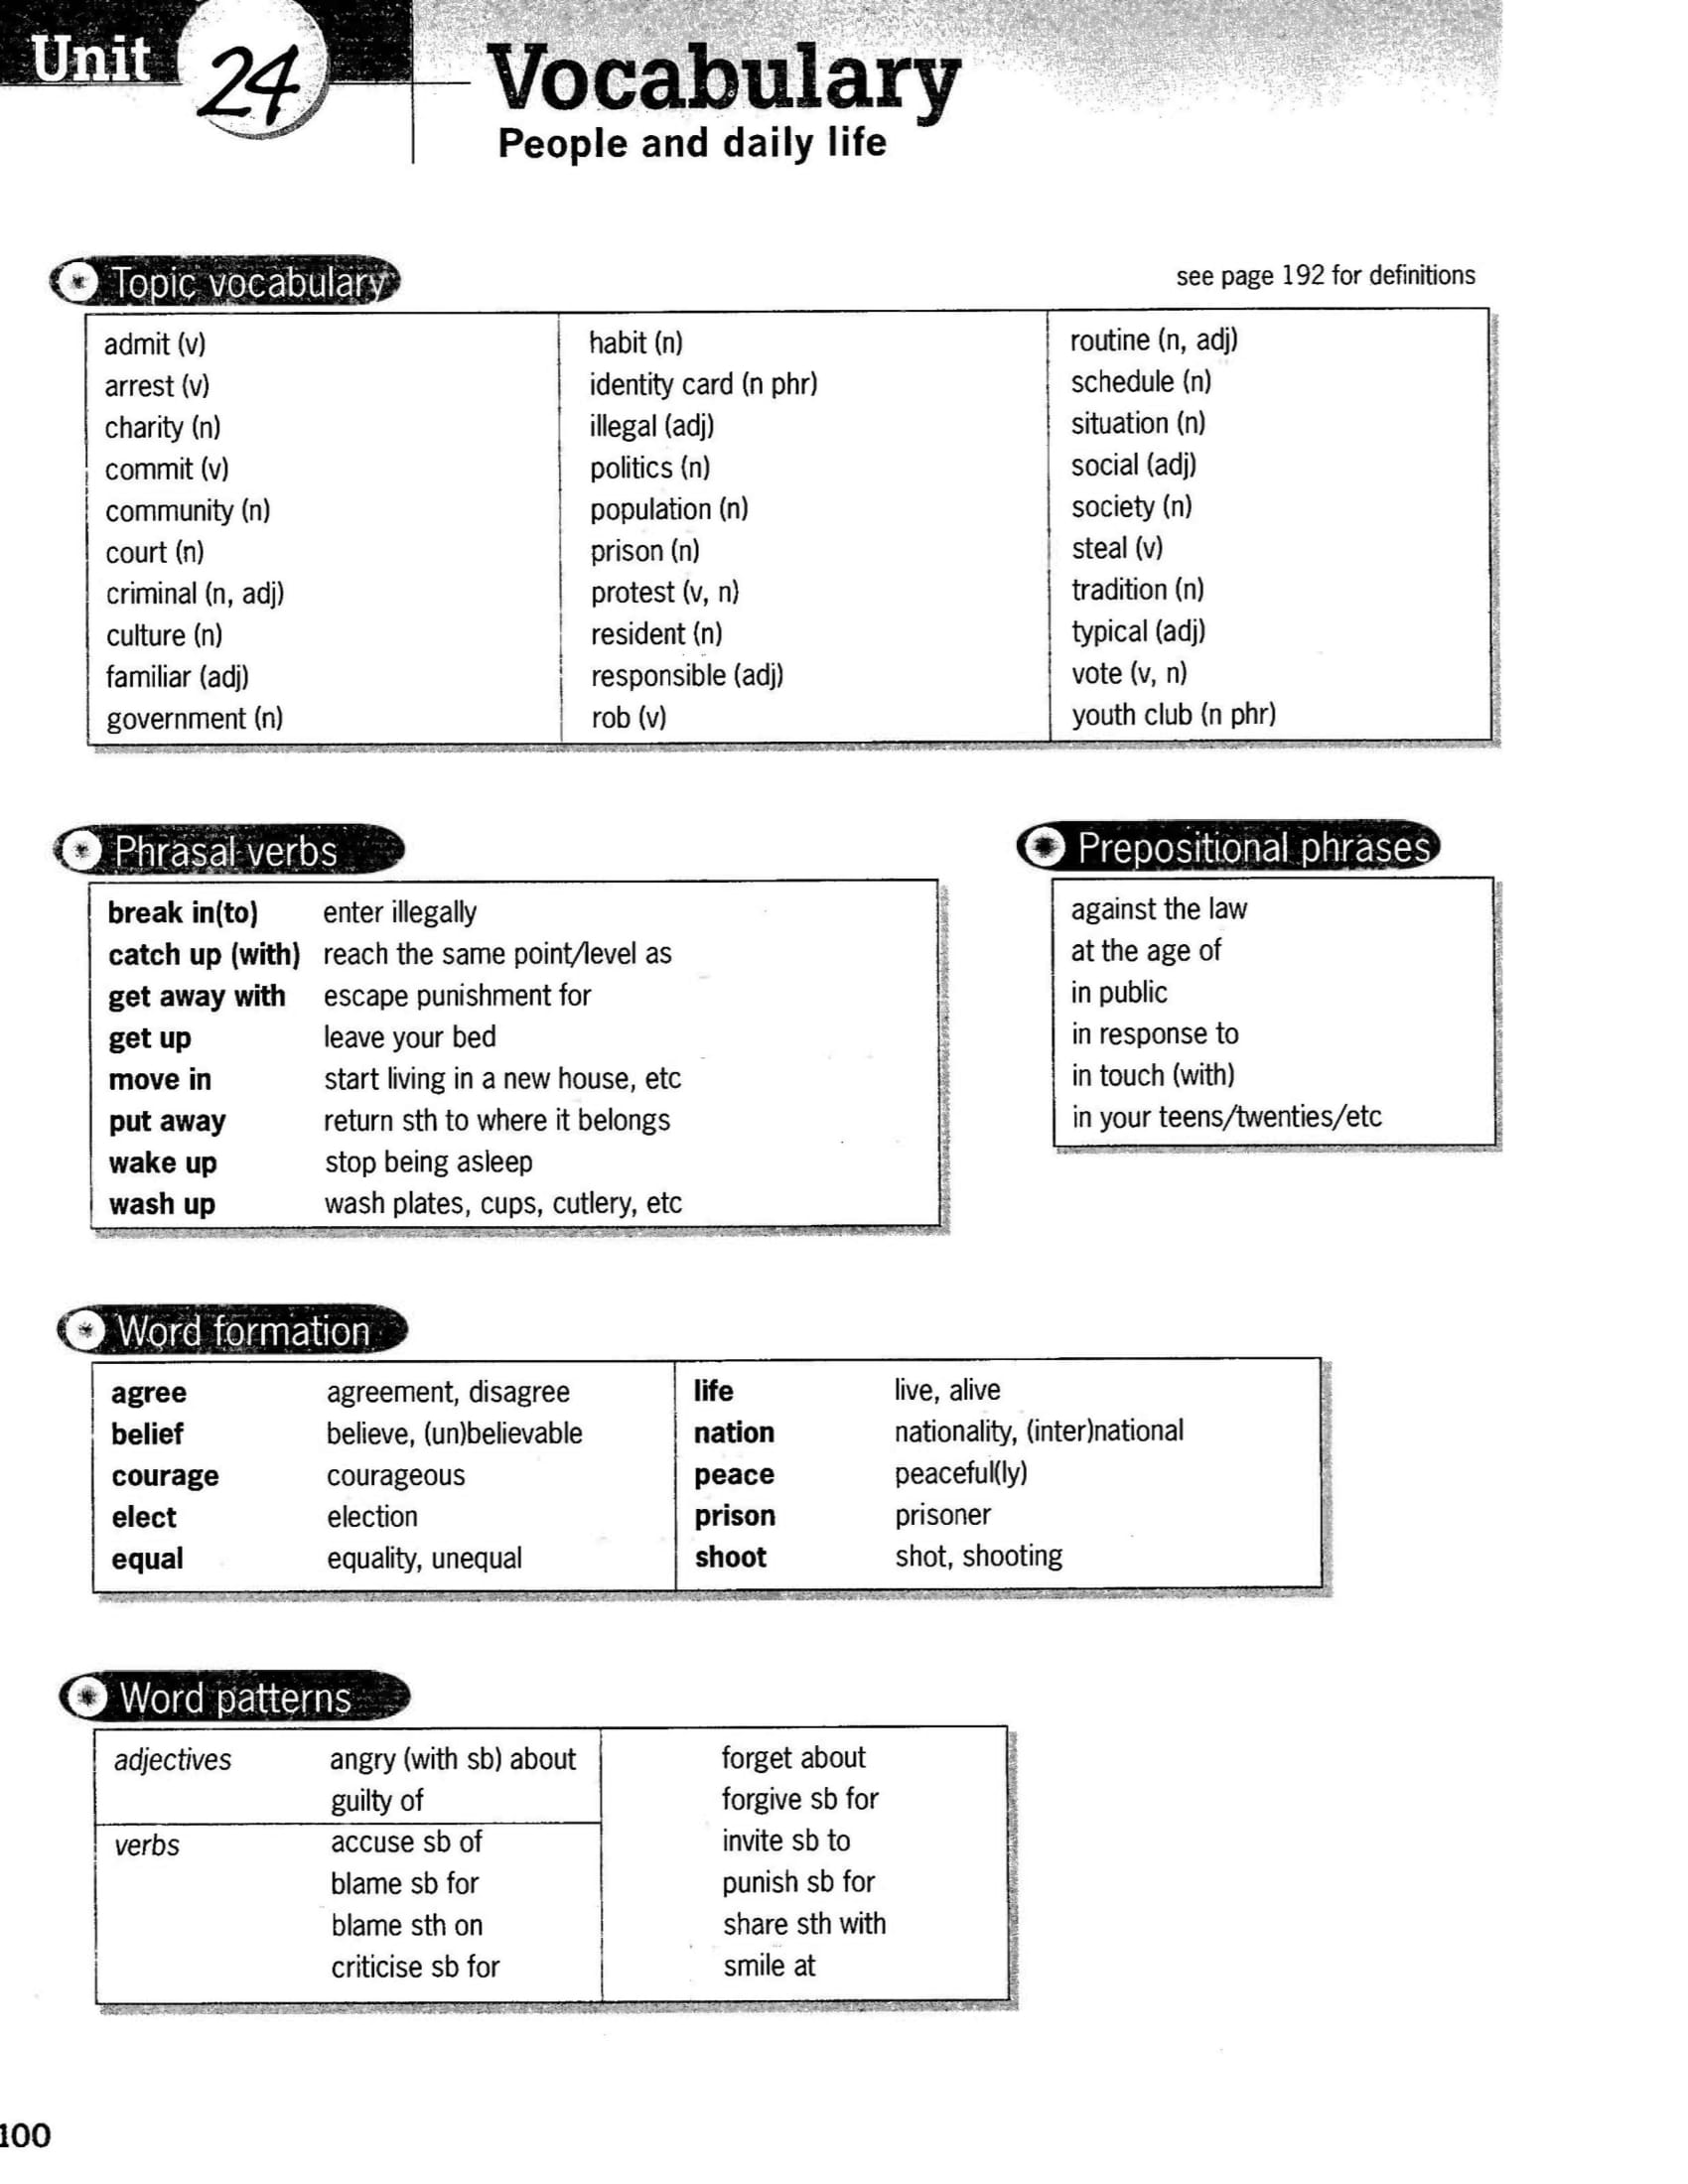 Unit 24
Vocabulary
People and daily life
Topic vocabulary
see page 192 for definitions
admit (v)
arrest (v)
charity (n)
commit (v)
community (n)
court (n)
criminal (n, adj)
culture (n)
familiar (adj)
government (n)
habit (n)
identity card (n phr)
illegal (adj)
politics (n)
population (n)
prison (n)
protest (v, n)
resident (n)
responsible (adj)
rob (v)
routine (n, adj)
schedule (n)
situation (n)
social (adj)
society (n)
steal (v)
tradition (n)
typical (adj)
vote (v, n)
youth club (n phr)
Phrasal verbs
break in(to) enter illegally
catch up (with) reach the same point/level as
get away with escape punishment for
get up leave your bed
move in start living in a new house, etc
put away return sth to where it belongs
wake up stop being asleep
wash up wash plates, cups, cutlery, etc
Prepositional phrases
against the law
at the age of
in public
in response to
in touch (with)
in your teens/twenties/etc
Word formation
agree agreement, disagree
belief believe, (un)believable
courage courageous
elect election
equal equality, unequal
life live, alive
nation nationality, (inter)national
peace peaceful(ly)
prison prisoner
shoot shot, shooting
Word patterns
adjectives angry (with sb) about
guilty of
verbs accuse sb of
blame sb for
blame sth on
criticise sb for
forget about
forgive sb for
invite sb to
punish sb for
share sth with
smile at
100